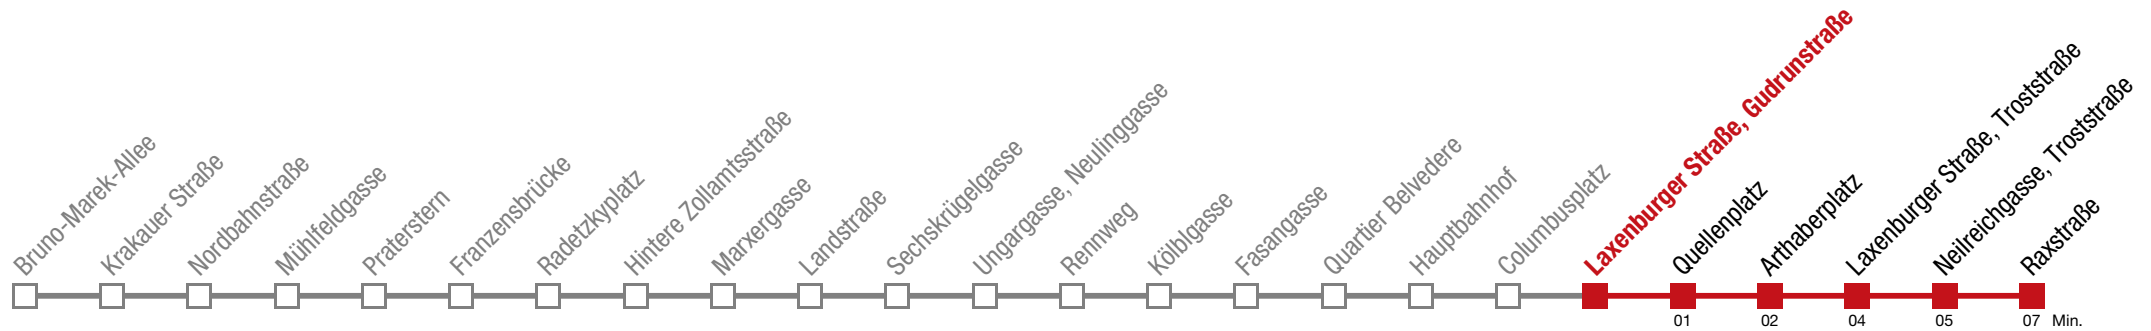 Bruno-Marek-Allee
Krakauer Straße
Nordbahnstraße
Mühlfeldgasse
Praterstern
Franzensbrücke
Radetzkyplatz
Hintere Zollamtsstraße
Marxergasse
Landstraße
Sechskrügelgasse
Ungargasse, Neulinggasse
Rennweg
Kölblgasse
Fasangasse
Quartier Belvedere
Hauptbahnhof
Columbusplatz
Laxenburger Straße, Gudrunstraße
Quellenplatz
Arthaberplatz
Laxenburger Straße, Troststraße
Neilreichgasse, Troststraße
Raxstraße
01 02 04 05 07 Min.